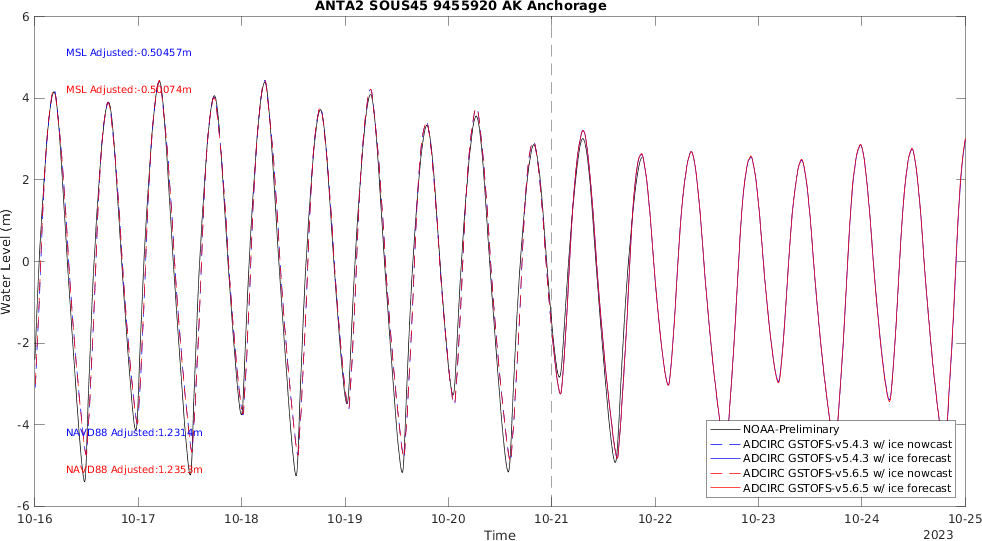 ANTA2 SOUS45 9455920 AK Anchorage
6
MSL Adjusted:-0.50457m
MSL Adjusted:-0.50074m
4
2
Water Level (m)
0
-2
-4
NAVD88 Adjusted:1.2314m
NAVD88 Adjusted:1.2353m
-6
NOAA-Preliminary
ADCIRC GSTOFS-v5.4.3 w/ ice nowcast
ADCIRC GSTOFS-v5.4.3 w/ ice forecast
ADCIRC GSTOFS-v5.6.5 w/ ice nowcast
ADCIRC GSTOFS-v5.6.5 w/ ice forecast
10-16 10-17 10-18 10-19 10-20 10-21 10-22 10-23 10-24 10-25
Time
2023